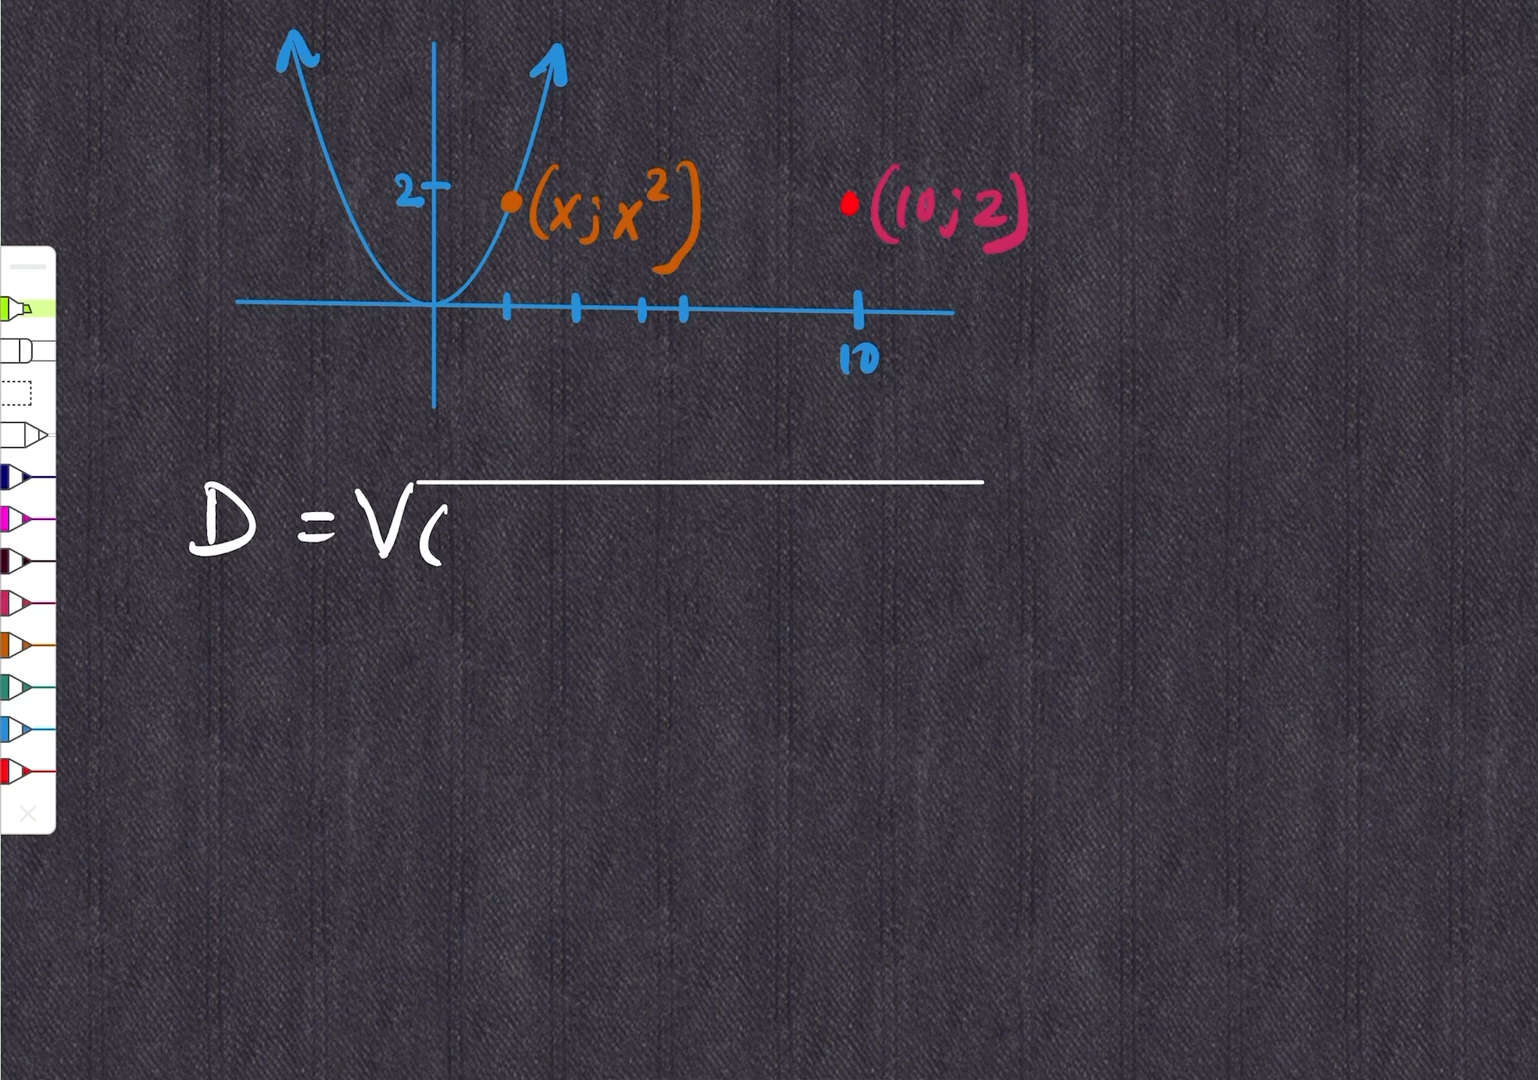 2 (x;x²) (10;2)
10
D = √(